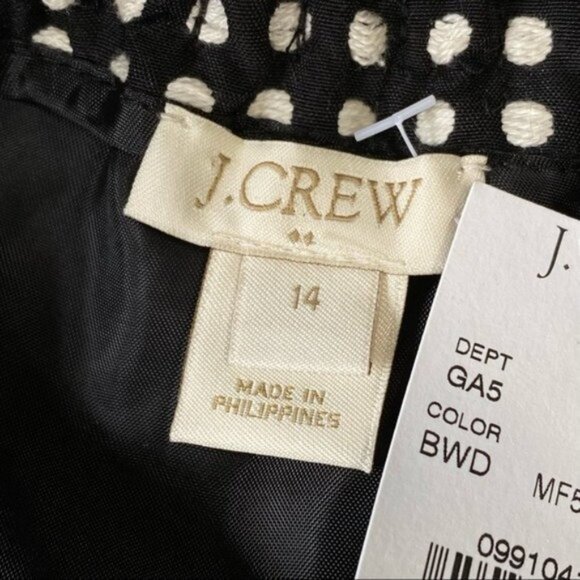 J.CREW
14
MADE IN
PHILIPPINES
J.
DEPT
GA5
COLOR
BWD
MF5
099104